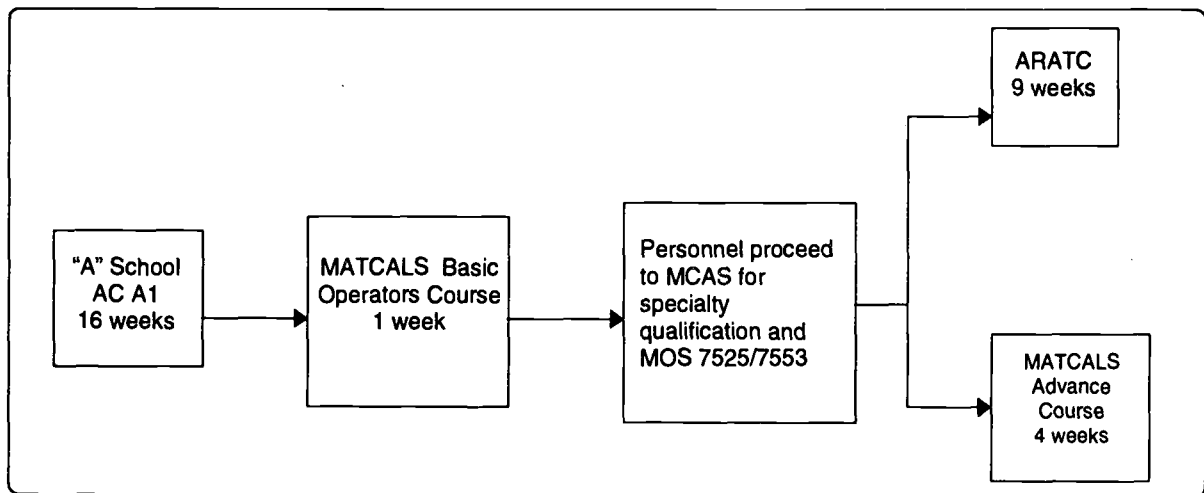 "A" School
AC A1
16 weeks
MATCALS Basic
Operators Course
1 week
Personnel proceed
to MCAS for
specialty
qualification and
MOS 7525/7553
ARATC
9 weeks
MATCALS
Advance
Course
4 weeks